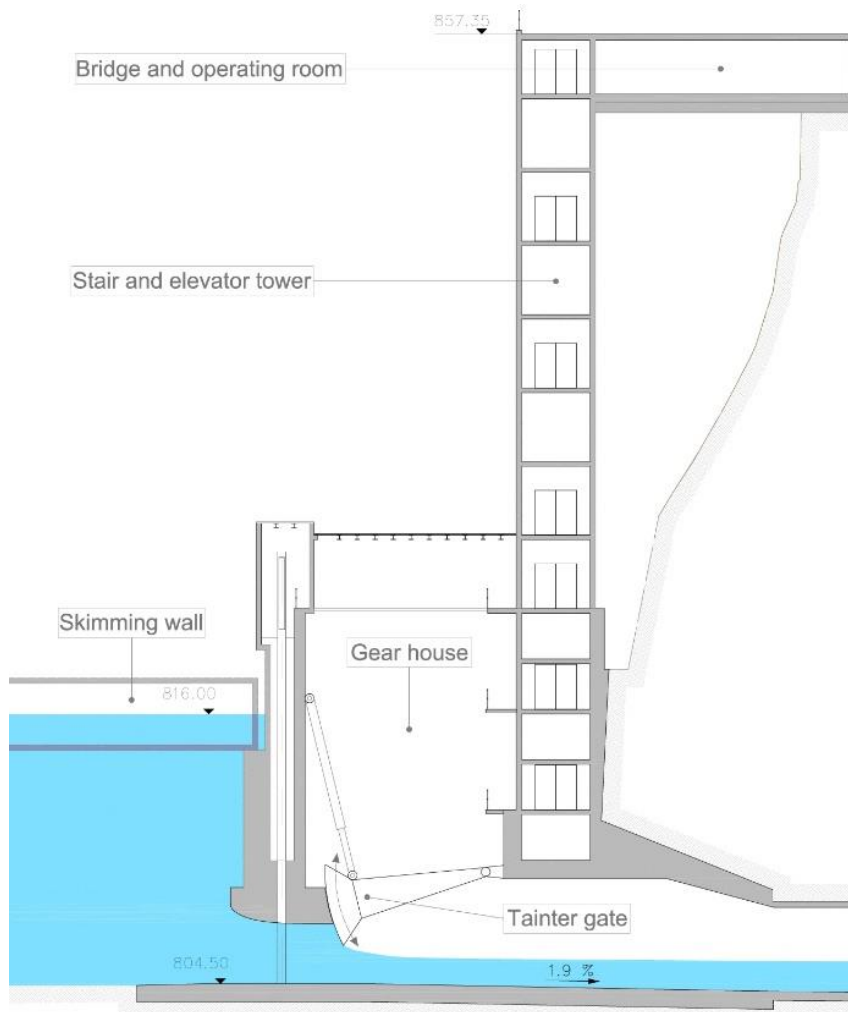 857.35
Bridge and operating room
Stair and elevator tower
Skimming wall
Gear house
816.00
Tainter gate
804.50
1.9 %